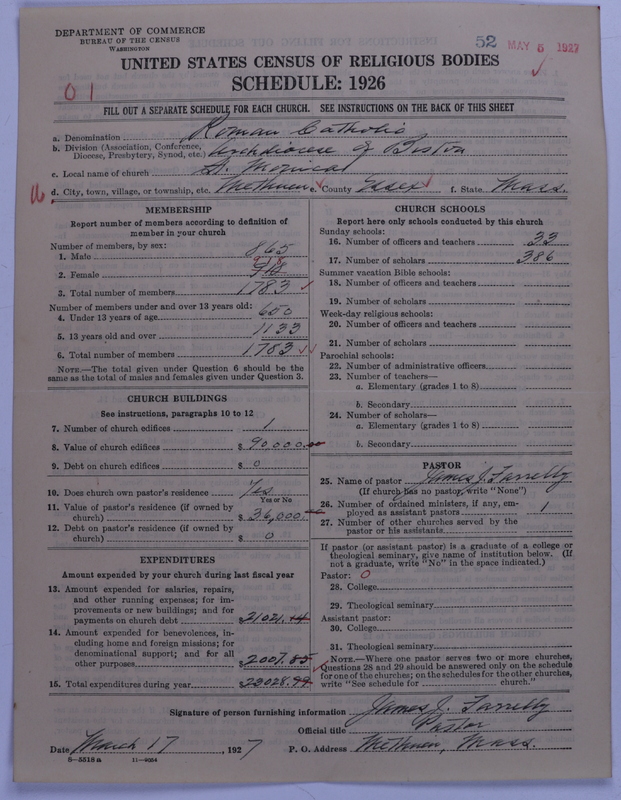 DEPARTMENT OF COMMERCE
BUREAU OF THE CENSUS
WASHINGTON
52 MAY 5 1927
UNITED STATES CENSUS OF RELIGIOUS BODIES
SCHEDULE: 1926
0 1
FILL OUT A SEPARATE SCHEDULE FOR EACH CHURCH. SEE INSTRUCTIONS ON THE BACK OF THIS SHEET
a. Denomination Roman Catholic
b. Division (Association, Conference, Diocese, Presbytery, Synod, etc.) Archdiocese of Boston
c. Local name of church St. Monica's
16 d. City, town, village, or township, etc. Methuen e. County Essex f. State Mass.
MEMBERSHIP
Report number of members according to definition of
member in your church
Number of members, by sex:
1. Male 865
918
2. Female 918
3. Total number of members 1783
Number of members under and over 13 years old:
4. Under 13 years of age 650
5. 13 years old and over 1133
6. Total number of members 1783
NOTE.—The total given under Question 6 should be
same as the total of males and females given under Question 3.
CHURCH BUILDINGS
See instructions, paragraphs 10 to 12
7. Number of church edifices 1
8. Value of church edifices $ 90000.00
9. Debt on church edifices $ 0
10. Does church own pastor's residence Yes
Yes or No
11. Value of pastor's residence (if owned by
church) $ 36,000.00
12. Debt on pastor's residence (if owned by
church) $ 0
EXPENDITURES
Amount expended by your church during last fiscal year
13. Amount expended for salaries, repairs,
and other running expenses; for im-
provements or new buildings; and for
payments on church debt $21021.14
14. Amount expended for benevolences, in-
cluding home and foreign missions; for
denominational support; and for all
other purposes $2007.85
15. Total expenditures during year $23028.99
CHURCH SCHOOLS
Report here only schools conducted by this church
Sunday schools:
16. Number of officers and teachers 33
17. Number of scholars 386
Summer vacation Bible schools:
18. Number of officers and teachers
19. Number of scholars
Week-day religious schools:
20. Number of officers and teachers
21. Number of scholars
Parochial schools:
22. Number of administrative officers
23. Number of teachers—
a. Elementary (grades 1 to 8)
b. Secondary
24. Number of scholars—
a. Elementary (grades 1 to 8)
b. Secondary
PASTOR
25. Name of pastor James J. Farrelly
(If church has no pastor, write "None")
26. Number of ordained ministers, if any, em-
ployed as assistant pastors 1
27. Number of other churches served by the
pastor or his assistants
If pastor (or assistant pastor) is a graduate of a college or
theological seminary, give name of institution below. (If
not a graduate, write "No" in the space indicated.)
Pastor: 0
28. College
29. Theological seminary
Assistant pastor:
30. College
31. Theological seminary
NOTE.—Where one pastor serves two or more churches,
Questions 28 and 29 should be answered only on the schedule
for one of the churches; on the schedules for the other churches,
write "See schedule for church."
Signature of person furnishing information James J. Farrelly
Official title Pastor
Date March 17, 1927 P. O. Address Methuen, Mass.
8—5518 a 11—9264